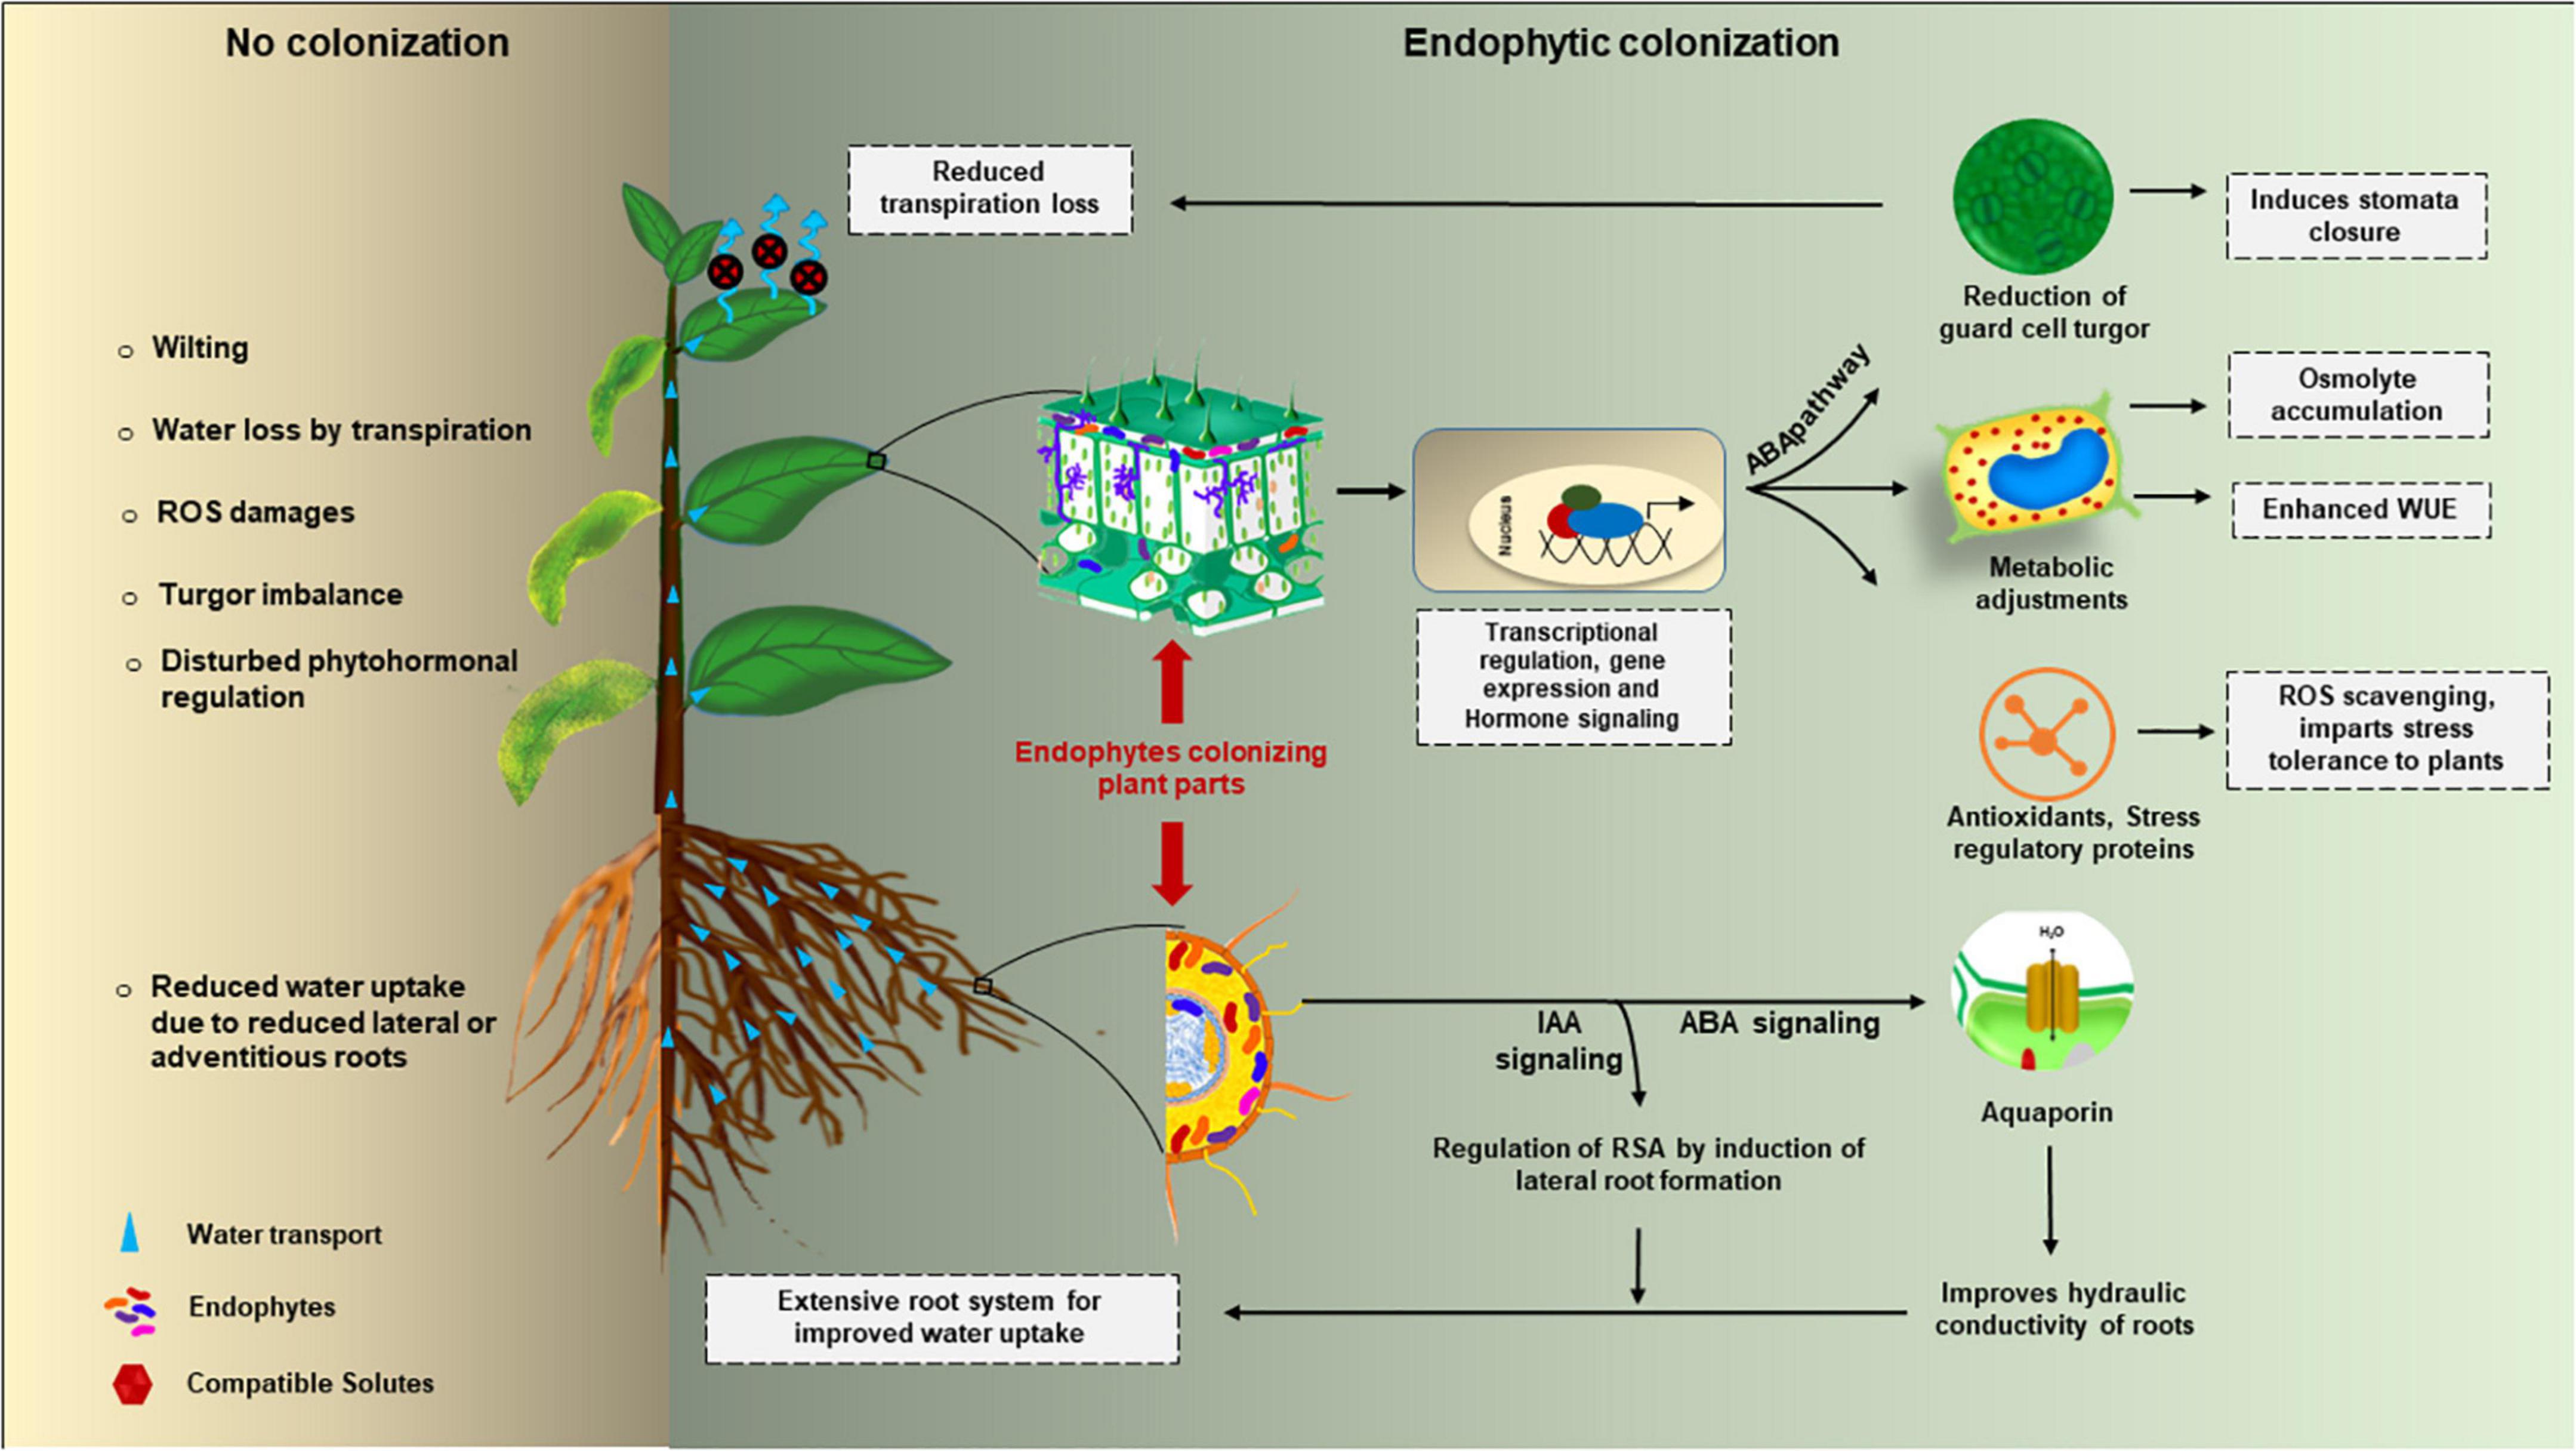 No colonization
Endophytic colonization
Wilting
Water loss by transpiration
ROS damages
Turgor imbalance
Disturbed phytohormonal
regulation
Reduced water uptake
due to reduced lateral or
adventitious roots
Water transport
Endophytes
Compatible Solutes
Reduced
transpiration loss
Endophytes colonizing
plant parts
Nucleus
Transcriptional
regulation, gene
expression and
Hormone signaling
ABApathway
Reduction of
guard cell turgor
Induces stomata
closure
Metabolic
adjustments
Osmolyte
accumulation
Enhanced WUE
Antioxidants, Stress
regulatory proteins
ROS scavenging,
imparts stress
tolerance to plants
IAA
signaling
ABA signaling
H₂O
Aquaporin
Regulation of RSA by induction of
lateral root formation
Improves hydraulic
conductivity of roots
Extensive root system for
improved water uptake